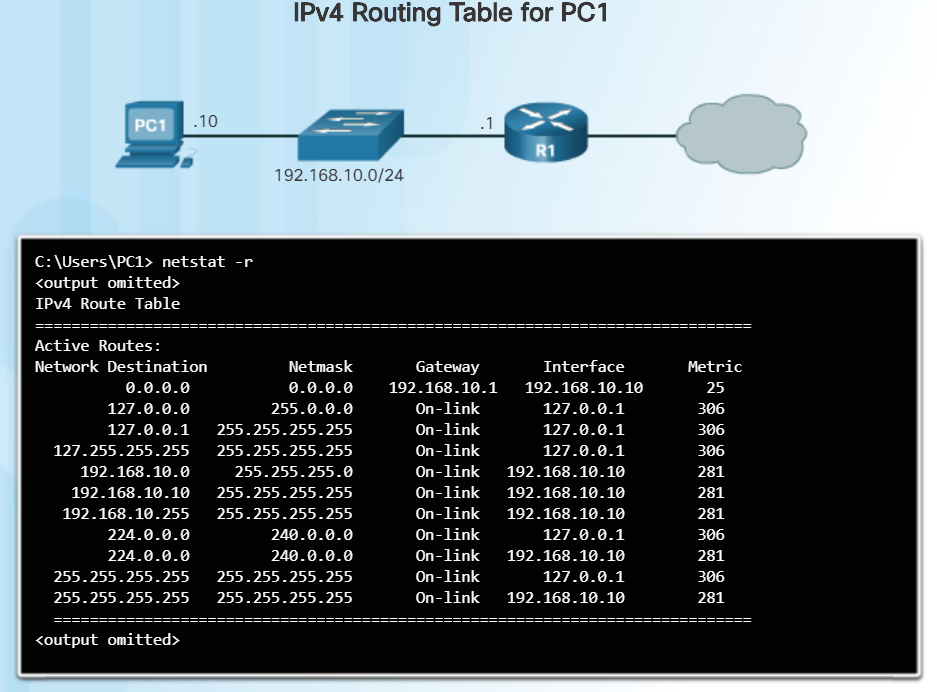 IPv4 Routing Table for PC1
PC1
.10
.1
R1
192.168.10.0/24
C:\Users\PC1> netstat -r
<output omitted>
IPv4 Route Table
===============================================================================
Active Routes:
Network Destination Netmask Gateway Interface Metric
0.0.0.0 0.0.0.0 192.168.10.1 192.168.10.10 25
127.0.0.0 255.0.0.0 On-link 127.0.0.1 306
127.0.0.1 255.255.255.255 On-link 127.0.0.1 306
127.255.255.255 255.255.255.255 On-link 127.0.0.1 306
192.168.10.0 255.255.255.0 On-link 192.168.10.10 281
192.168.10.10 255.255.255.255 On-link 192.168.10.10 281
192.168.10.255 255.255.255.255 On-link 192.168.10.10 281
224.0.0.0 240.0.0.0 On-link 127.0.0.1 306
224.0.0.0 240.0.0.0 On-link 192.168.10.10 281
255.255.255.255 255.255.255.255 On-link 127.0.0.1 306
255.255.255.255 255.255.255.255 On-link 192.168.10.10 281
=============================================================================
<output omitted>